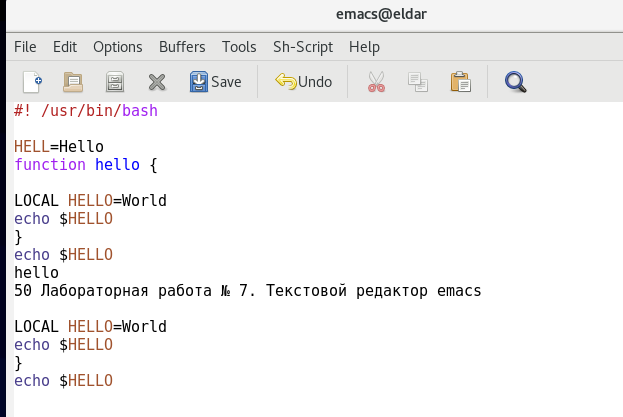 emacs@eldar
File Edit Options Buffers Tools Sh-Script Help
Save Undo
#! /usr/bin/bash
HELL=Hello
function hello {
LOCAL HELLO=World
echo $HELLO
}
echo $HELLO
hello
50 Лабораторная работа № 7. Текстовой редактор emacs
LOCAL HELLO=World
echo $HELLO
}
echo $HELLO